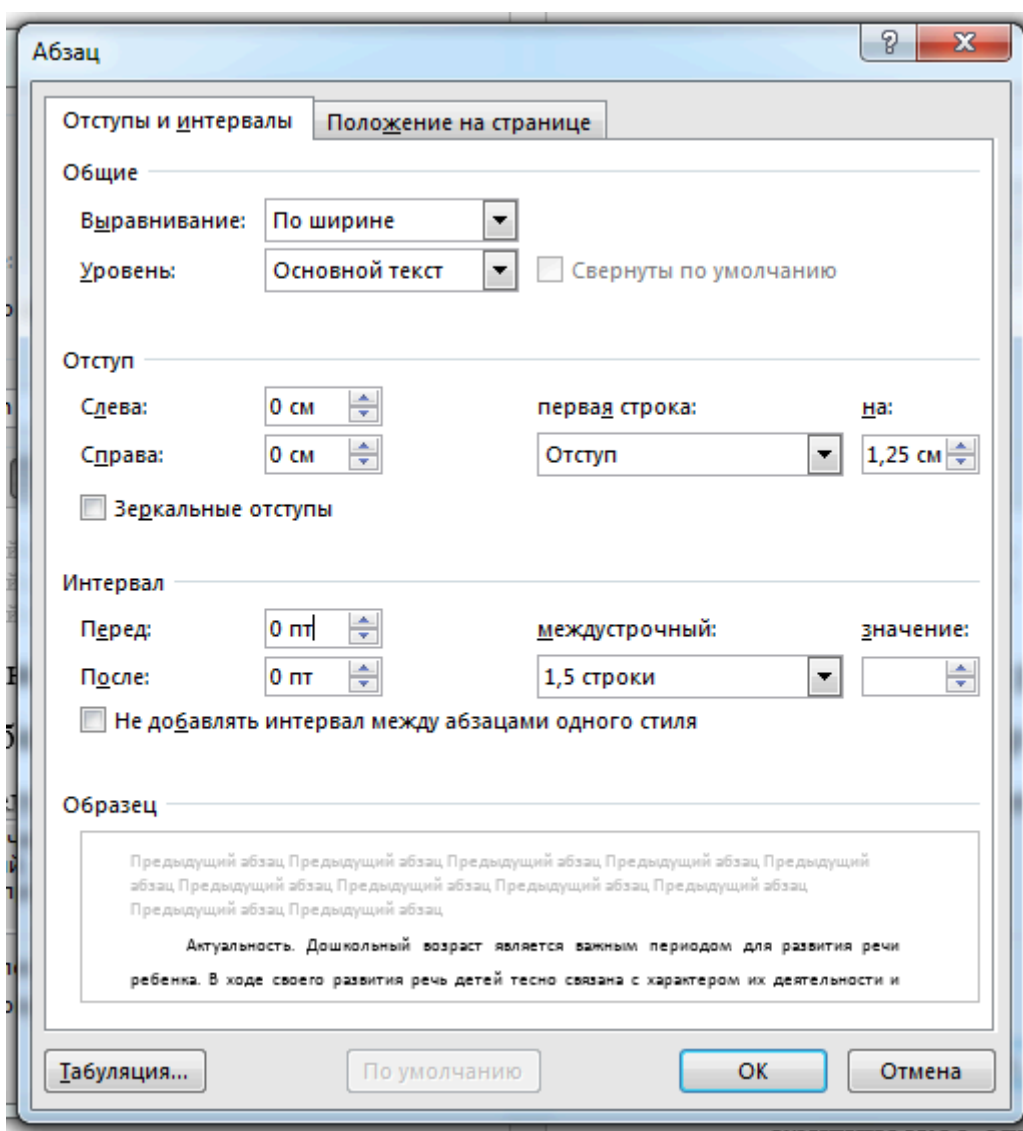 Абзац
Отступы и интервалы Положение на странице
Общие
Выравнивание: По ширине
Уровень: Основной текст Свернуты по умолчанию
Отступ
Слева: 0 см первая строка: на:
Справа: 0 см Отступ 1,25 см
Зеркальные отступы
Интервал
Перед: 0 пт междустрочный: значение:
После: 0 пт 1,5 строки
Не добавлять интервал между абзацами одного стиля
Образец
Предыдущий абзац Предыдущий абзац Предыдущий абзац Предыдущий абзац Предыдущий
абзац Предыдущий абзац Предыдущий абзац Предыдущий абзац Предыдущий абзац
Предыдущий абзац Предыдущий абзац
Актуальность. Дошкольный возраст является важным периодом для развития речи
ребенка. В ходе своего развития речь детей тесно связана с характером их деятельности и
Табуляция... По умолчанию ОК Отмена